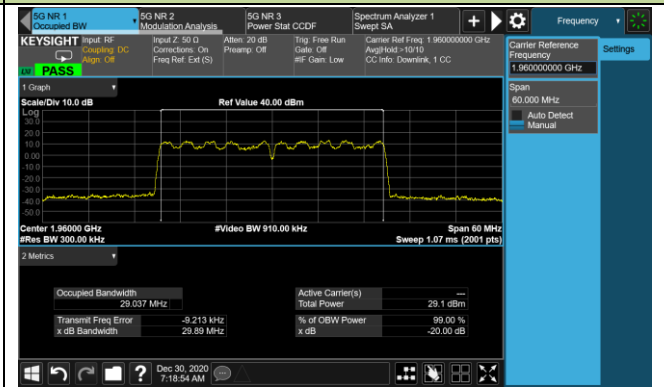 5G NR 1
Occupied BW
5G NR 2
Modulation Analysis
5G NR 3
Power Stat CCDF
Spectrum Analyzer 1
Swept SA
Frequency
KEYSIGHT
Input: RF
Coupling: DC
Align: Off
Input Z: 50 Ω
Corrections: On
Freq Ref: Ext (S)
Atten: 20 dB
Preamp: Off
Trig: Free Run
Gate: Off
#IF Gain: Low
Carrier Ref Freq: 1.960000000 GHz
Avg|Hold:>10/10
CC Info: Downlink, 1 CC
PASS
Carrier Reference
Frequency
1.960000000 GHz
Settings
Span
60.000 MHz
Auto Detect
Manual
1 Graph
Scale/Div 10.0 dB
Ref Value 40.00 dBm
Log
30.0
20.0
10.0
0.00
-10.0
-20.0
-30.0
-40.0
-50.0
Center 1.96000 GHz
#Video BW 910.00 kHz
Span 60 MHz
#Res BW 300.00 kHz
Sweep 1.07 ms (2001 pts)
2 Metrics
Occupied Bandwidth
29.037 MHz
Active Carrier(s)
—
Total Power
29.1 dBm
Transmit Freq Error
-9.213 kHz
% of OBW Power
99.00 %
x dB Bandwidth
29.89 MHz
x dB
-20.00 dB
?
Dec 30, 2020
7:18:54 AM